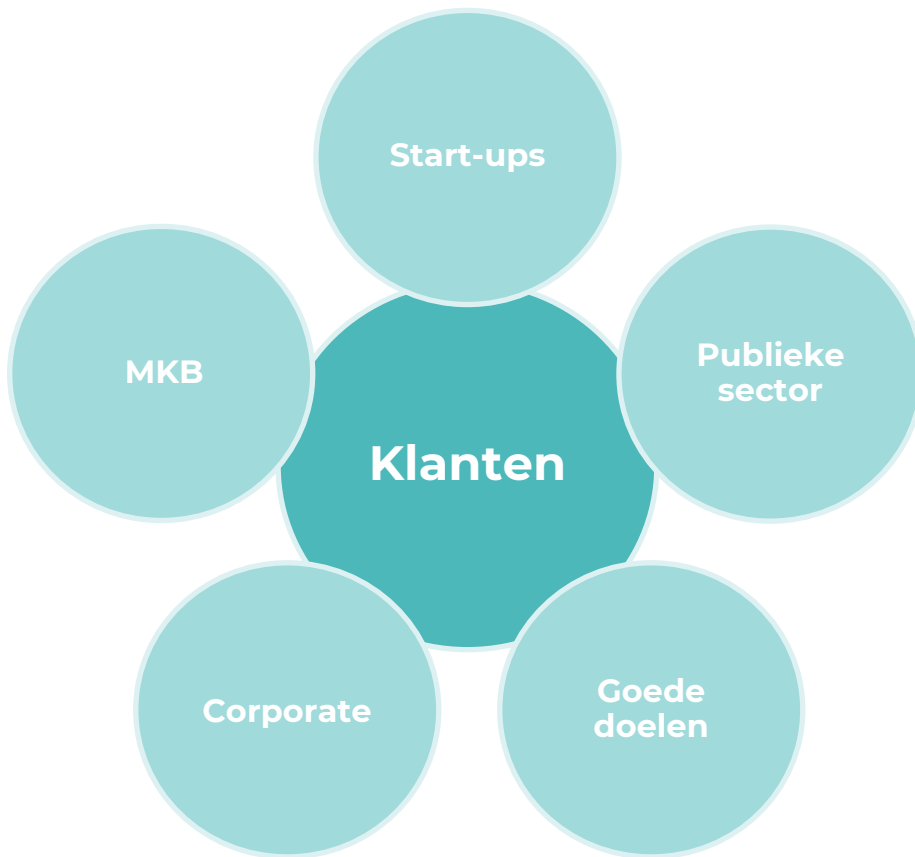 Start-ups
MKB
Publieke
sector
Klanten
Corporate
Goede
doelen